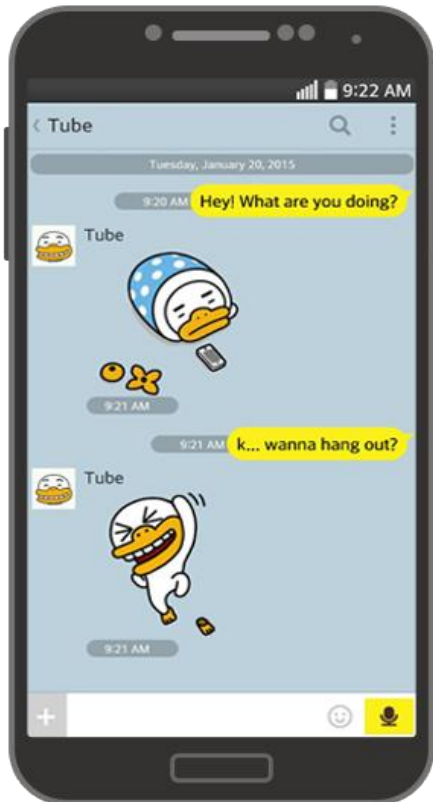 9:22 AM
Tube
Tuesday, January 20, 2015
9:20 AM Hey! What are you doing?
Tube
9:21 AM
9:21 AM k... wanna hang out?
Tube
9:21 AM